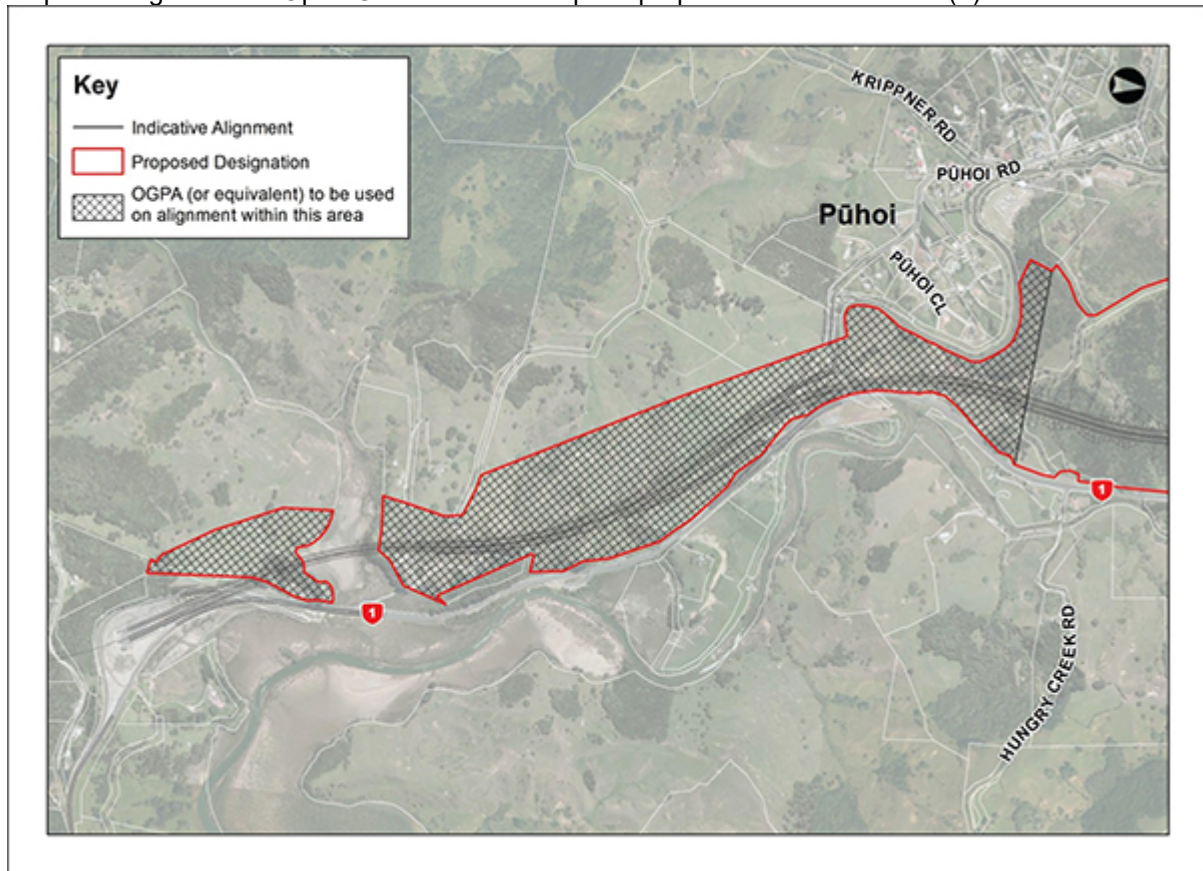 Key
Indicative Alignment
Proposed Designation
OGPA (or equivalent) to be used
on alignment within this area
KRIPPNER RD
PŪHOI RD
Pūhoi
PŪHOI CL
1
1
HUNGRY CREEK RD